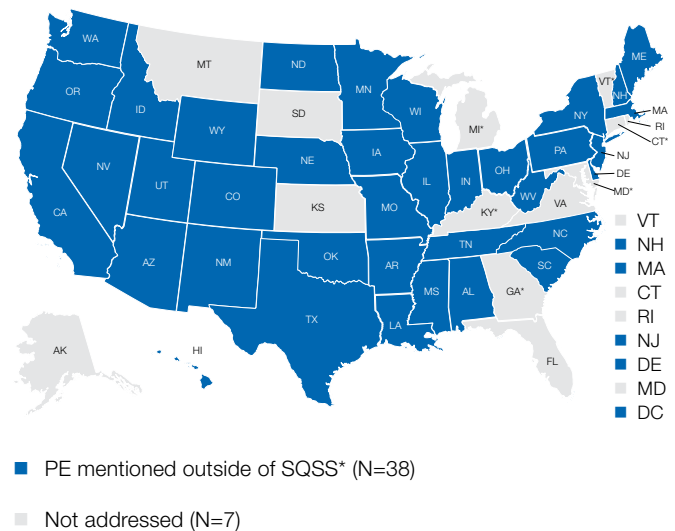 WA
ME
MT
ND
VT*
MN
OR
NH
ID
WI
SD
NY
MA
WY
MI*
RI
CT*
IA
PA
NJ
NE
NV
OH
DE
IL
IN
UT
MD*
CO
WV
VA
CA
KS
MO
KY*
NC
TN
OK
AZ
NM
AR
SC
MS
AL
GA*
TX
LA
AK
HI
FL
VT
NH
MA
CT
RI
NJ
DE
MD
DC
PE mentioned outside of SQSS* (N=38)
Not addressed (N=7)